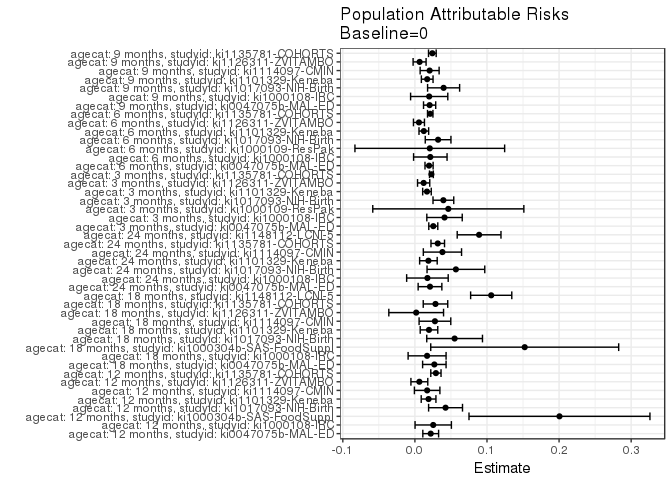 Population Attributable Risks
Baseline=0
agecat: 9 months, studyid: ki1135781-COHORTS
agecat: 9 months, studyid: ki1126311-ZVITAMBO
agecat: 9 months, studyid: ki1114097-CMIN
agecat: 9 months, studyid: ki1101329-Keneba
agecat: 9 months, studyid: ki1017093-NIH-Birth
agecat: 9 months, studyid: ki1000108-IRC
agecat: 9 months, studyid: ki0047075b-MAL-ED
agecat: 6 months, studyid: ki1135781-COHORTS
agecat: 6 months, studyid: ki1126311-ZVITAMBO
agecat: 6 months, studyid: ki1101329-Keneba
agecat: 6 months, studyid: ki1017093-NIH-Birth
agecat: 6 months, studyid: ki1000109-ResPak
agecat: 6 months, studyid: ki1000108-IRC
agecat: 6 months, studyid: ki0047075b-MAL-ED
agecat: 3 months, studyid: ki1135781-COHORTS
agecat: 3 months, studyid: ki1126311-ZVITAMBO
agecat: 3 months, studyid: ki1101329-Keneba
agecat: 3 months, studyid: ki1017093-NIH-Birth
agecat: 3 months, studyid: ki1000109-ResPak
agecat: 3 months, studyid: ki1000108-IRC
agecat: 3 months, studyid: ki0047075b-MAL-ED
agecat: 24 months, studyid: ki1148112-LCNI-5
agecat: 24 months, studyid: ki1135781-COHORTS
agecat: 24 months, studyid: ki1114097-CMIN
agecat: 24 months, studyid: ki1101329-Keneba
agecat: 24 months, studyid: ki1017093-NIH-Birth
agecat: 24 months, studyid: ki1000108-IRC
agecat: 24 months, studyid: ki0047075b-MAL-ED
agecat: 18 months, studyid: ki1148112-LCNI-5
agecat: 18 months, studyid: ki1135781-COHORTS
agecat: 18 months, studyid: ki1126311-ZVITAMBO
agecat: 18 months, studyid: ki1114097-CMIN
agecat: 18 months, studyid: ki1101329-Keneba
agecat: 18 months, studyid: ki1017093-NIH-Birth
agecat: 18 months, studyid: ki1000304b-SAS-FoodSuppl
agecat: 18 months, studyid: ki1000108-IRC
agecat: 18 months, studyid: ki0047075b-MAL-ED
agecat: 12 months, studyid: ki1135781-COHORTS
agecat: 12 months, studyid: ki1126311-ZVITAMBO
agecat: 12 months, studyid: ki1114097-CMIN
agecat: 12 months, studyid: ki1101329-Keneba
agecat: 12 months, studyid: ki1017093-NIH-Birth
agecat: 12 months, studyid: ki1000304b-SAS-FoodSuppl
agecat: 12 months, studyid: ki1000108-IRC
agecat: 12 months, studyid: ki0047075b-MAL-ED
-0.1 0.0 0.1 0.2 0.3
Estimate